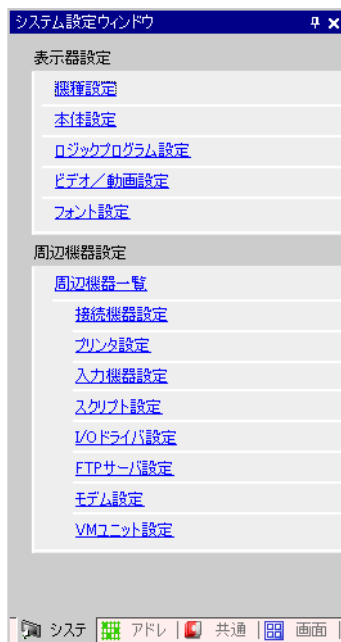 システム設定ウィンドウ
表示器設定
機種設定
本体設定
ロジックプログラム設定
ビデオ／動画設定
フォント設定
周辺機器設定
周辺機器一覧
接続機器設定
プリンタ設定
入力機器設定
スクリプト設定
I/Oドライバ設定
FTPサーバ設定
モデム設定
VMユニット設定
システ アドレ 共通 画面